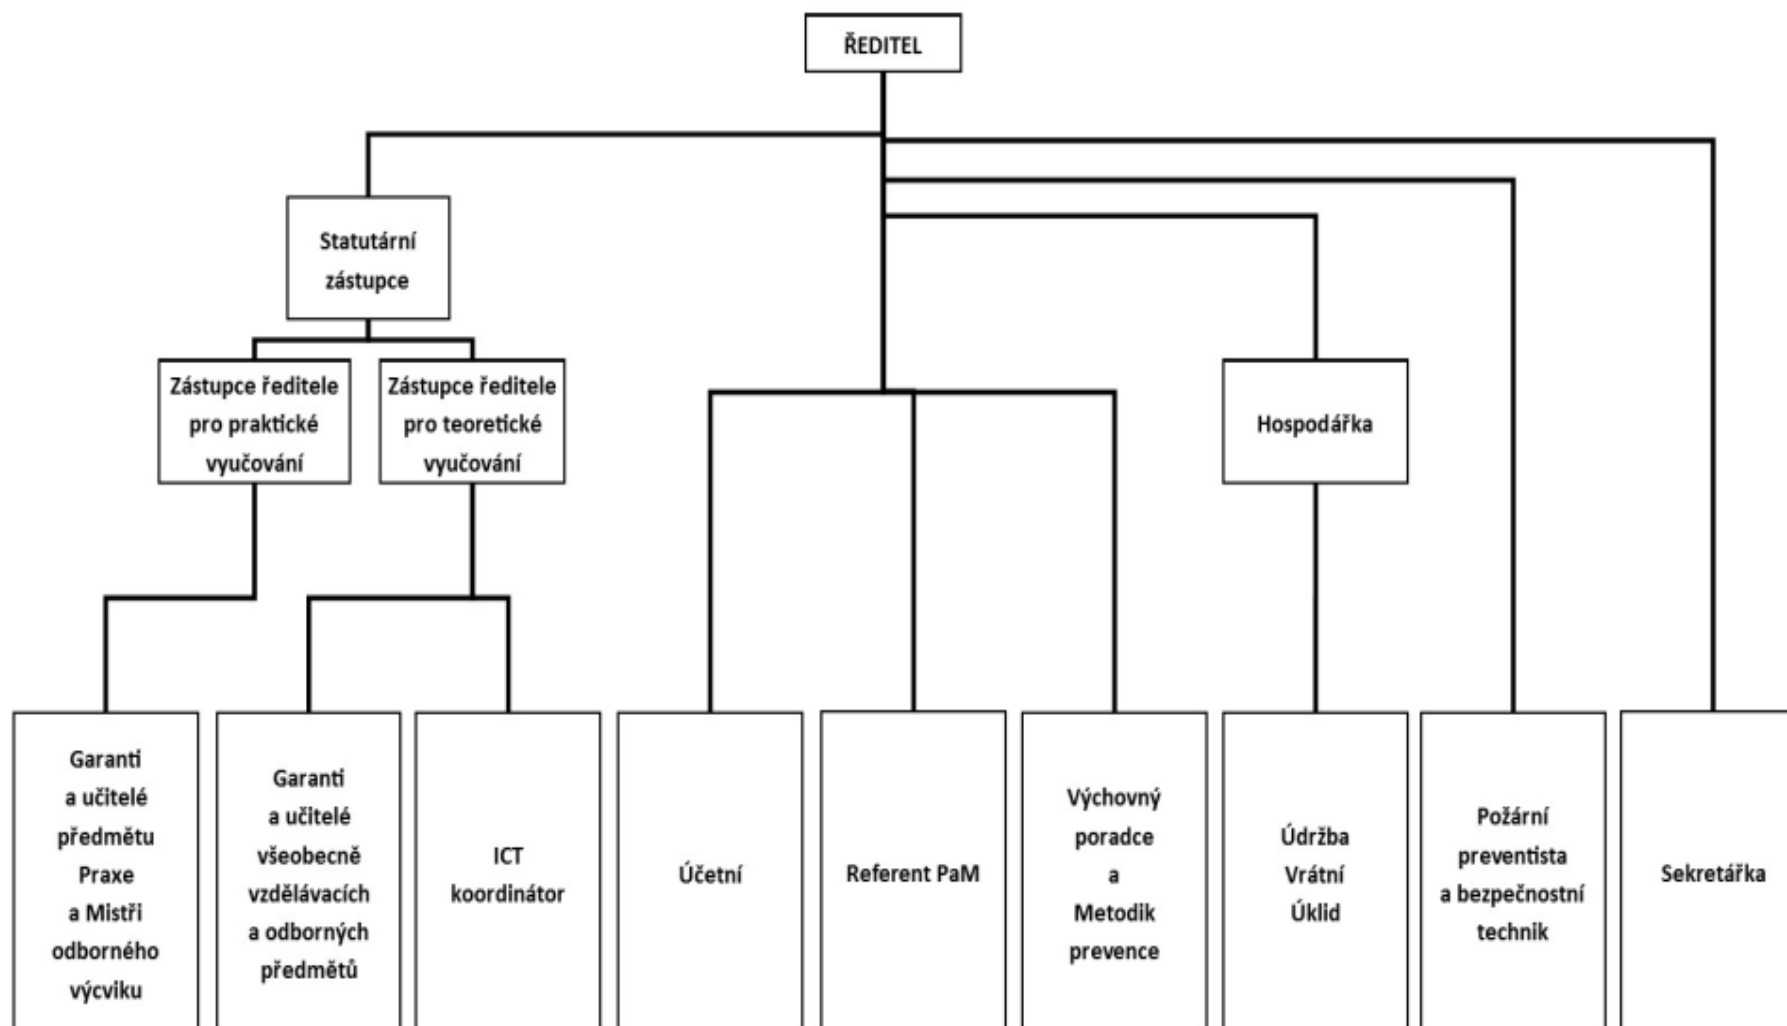 ŘEDITEL
Statutární
zástupce
Zástupce ředitele
pro praktické
vyučování
Zástupce ředitele
pro teoretické
vyučování
Hospodářka
Garanti
a učitelé
předmětu
Praxe
a Mistři
odborného
výcviku
Garanti
a učitelé
všeobecně
vzdělávacích
a odborných
předmětů
ICT
koordinátor
Účetní
Referent PaM
Výchovný
poradce
a
Metodik
prevence
Údržba
Vrátní
Úklid
Požární
preventista
a bezpečnostní
technik
Sekretářka